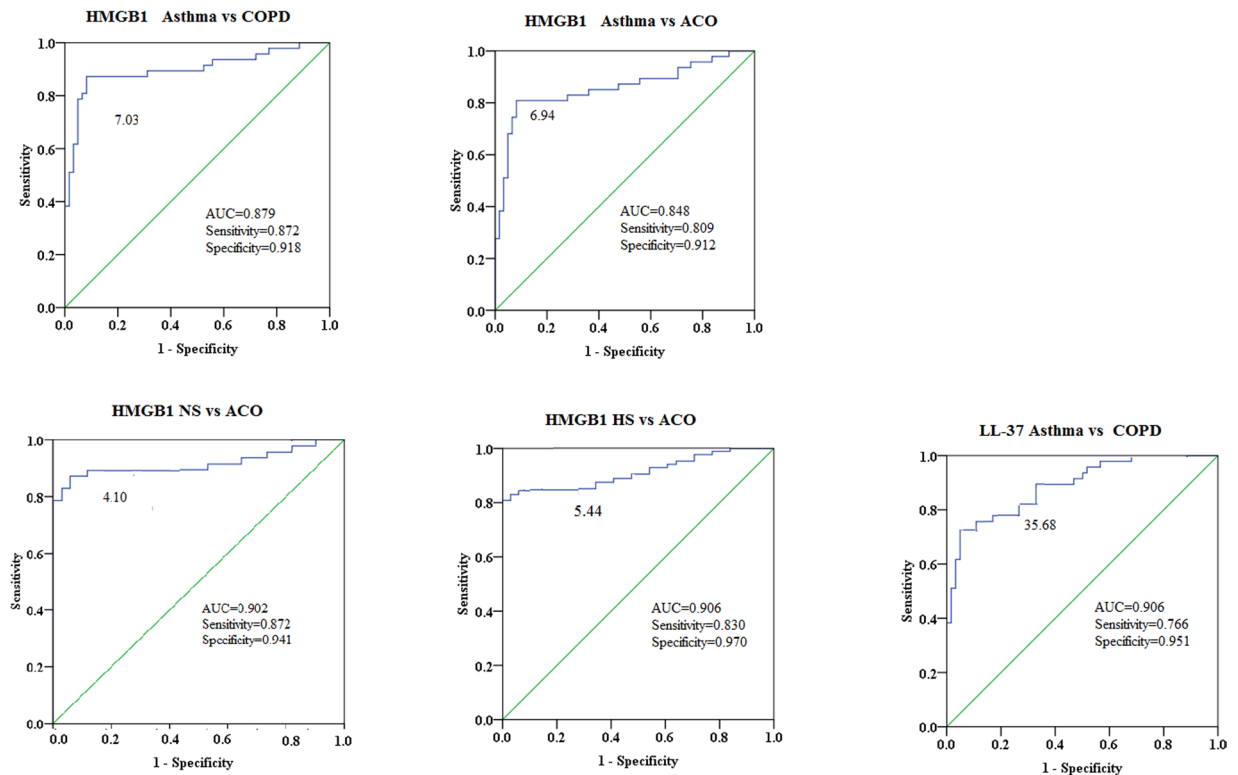 HMGB1 Asthma vs COPD
1.0
0.8
0.6
0.4
0.2
0.0
Sensitivity
7.03
AUC=0.879
Sensitivity=0.872
Specificity=0.918
0.0 0.2 0.4 0.6 0.8 1.0
1 - Specificity
HMGB1 Asthma vs ACO
1.0
0.8
0.6
0.4
0.2
0.0
Sensitivity
6.94
AUC=0.848
Sensitivity=0.809
Specificity=0.912
0.0 0.2 0.4 0.6 0.8 1.0
1 - Specificity
HMGB1 NS vs ACO
1.0
0.8
0.6
0.4
0.2
0.0
Sensitivity
4.10
AUC=0.902
Sensitivity=0.872
Specificity=0.941
0.0 0.2 0.4 0.6 0.8 1.0
1 - Specificity
HMGB1 HS vs ACO
1.0
0.8
0.6
0.4
0.2
0.0
Sensitivity
5.44
AUC=0.906
Sensitivity=0.830
Specificity=0.970
0.0 0.2 0.4 0.6 0.8 1.0
1 - Specificity
LL-37 Asthma vs COPD
1.0
0.8
0.6
0.4
0.2
0.0
Sensitivity
35.68
AUC=0.906
Sensitivity=0.766
Specificity=0.951
0.0 0.2 0.4 0.6 0.8 1.0
1 - Specificity